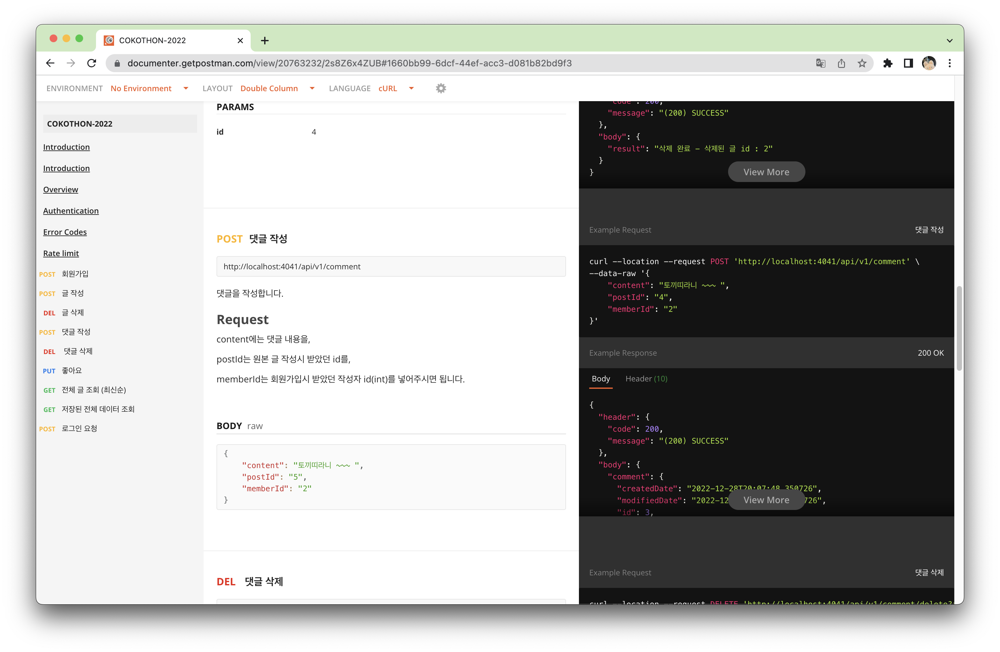 COKOTHON-2022
documenter.getpostman.com/view/20763232/2s8Z6x4ZUB#1660bb99-6dcf-44ef-acc3-d081b82bd9f3
ENVIRONMENT No Environment LAYOUT Double Column LANGUAGE cURL
COKOTHON-2022
Introduction
Introduction
Overview
Authentication
Error Codes
Rate limit
POST 회원가입
POST 글 작성
DEL 글 삭제
POST 댓글 작성
DEL 댓글 삭제
PUT 좋아요
GET 전체 글 조회 (최신순)
GET 저장된 전체 데이터 조회
POST 로그인 요청
PARAMS
id 4
POST 댓글 작성
http://localhost:4041/api/v1/comment
댓글을 작성합니다.
Request
content에는 댓글 내용을,
postId는 원본 글 작성시 받았던 id를,
memberId는 회원가입시 받았던 작성자 id(int)를 넣어주시면 됩니다.
BODY raw
{
"content": "토끼띠라니 ~~~ ",
"postId": "5",
"memberId": "2"
}
DEL 댓글 삭제
"code": 200,
"message": "(200) SUCCESS"
},
"body": {
"result": "삭제 완료 - 삭제된 글 id : 2"
}
}
View More
Example Request 댓글 작성
curl --location --request POST 'http://localhost:4041/api/v1/comment' \
--data-raw '{
"content": "토끼띠라니 ~~~ ",
"postId": "4",
"memberId": "2"
}'
Example Response 200 OK
Body Header (10)
{
"header": {
"code": 200,
"message": "(200) SUCCESS"
},
"body": {
"comment": {
"createdDate": "2022-12-28T20:07:48.350726",
"modifiedDate": "2022-12 726",
View More
"id": 3,
Example Request 댓글 삭제
curl --location --request DELETE 'http://localhost:4041/api/v1/comment/delete?